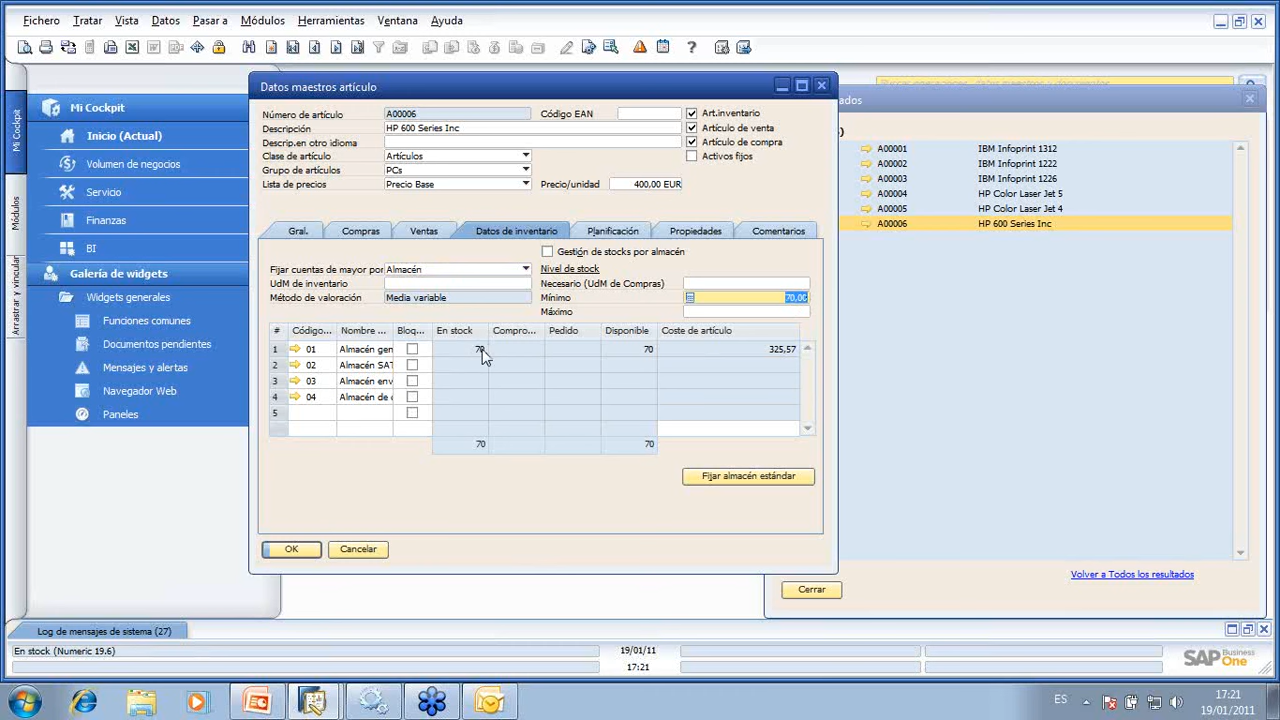 Fichero Tratar Vista Datos Pasar a Módulos Herramientas Ventana Ayuda
Mi Cockpit
Módulos
Arrastrar y vincular
Mi Cockpit
Inicio (Actual)
Volumen de negocios
Servicio
Finanzas
BI
Galería de widgets
Widgets generales
Funciones comunes
Documentos pendientes
Mensajes y alertas
Navegador Web
Paneles
Datos maestros artículo
Número de artículo A00006 Código EAN Art.inventario
Descripción HP 600 Series Inc Artículo de venta
Descrip.en otro idioma Artículo de compra
Clase de artículo Artículos Activos fijos
Grupo de artículos PCs
Lista de precios Precio Base Precio/unidad 400,00 EUR
Gral. Compras Ventas Datos de inventario Planificación Propiedades Comentarios
Gestión de stocks por almacén
Fijar cuentas de mayor por Almacén Nivel de stock
UdM de inventario Necesario (UdM de Compras)
Método de valoración Media variable Mínimo 70,00
Máximo
# Código... Nombre ... Bloq... En stock Compro... Pedido Disponible Coste de artículo
1 01 Almacén gen 70 70 325,57
2 02 Almacén SAT
3 03 Almacén env
4 04 Almacén de
5
70 70
Fijar almacén estándar
OK Cancelar
ados
A00001 IBM Infoprint 1312
A00002 IBM Infoprint 1222
A00003 IBM Infoprint 1226
A00004 HP Color Laser Jet 5
A00005 HP Color Laser Jet 4
A00006 HP 600 Series Inc
Volver a Todos los resultados
Cerrar
Log de mensajes de sistema (27)
En stock (Numeric 19.6) 19/01/11
17:21
SAP Business One
ES 17:21
19/01/2011